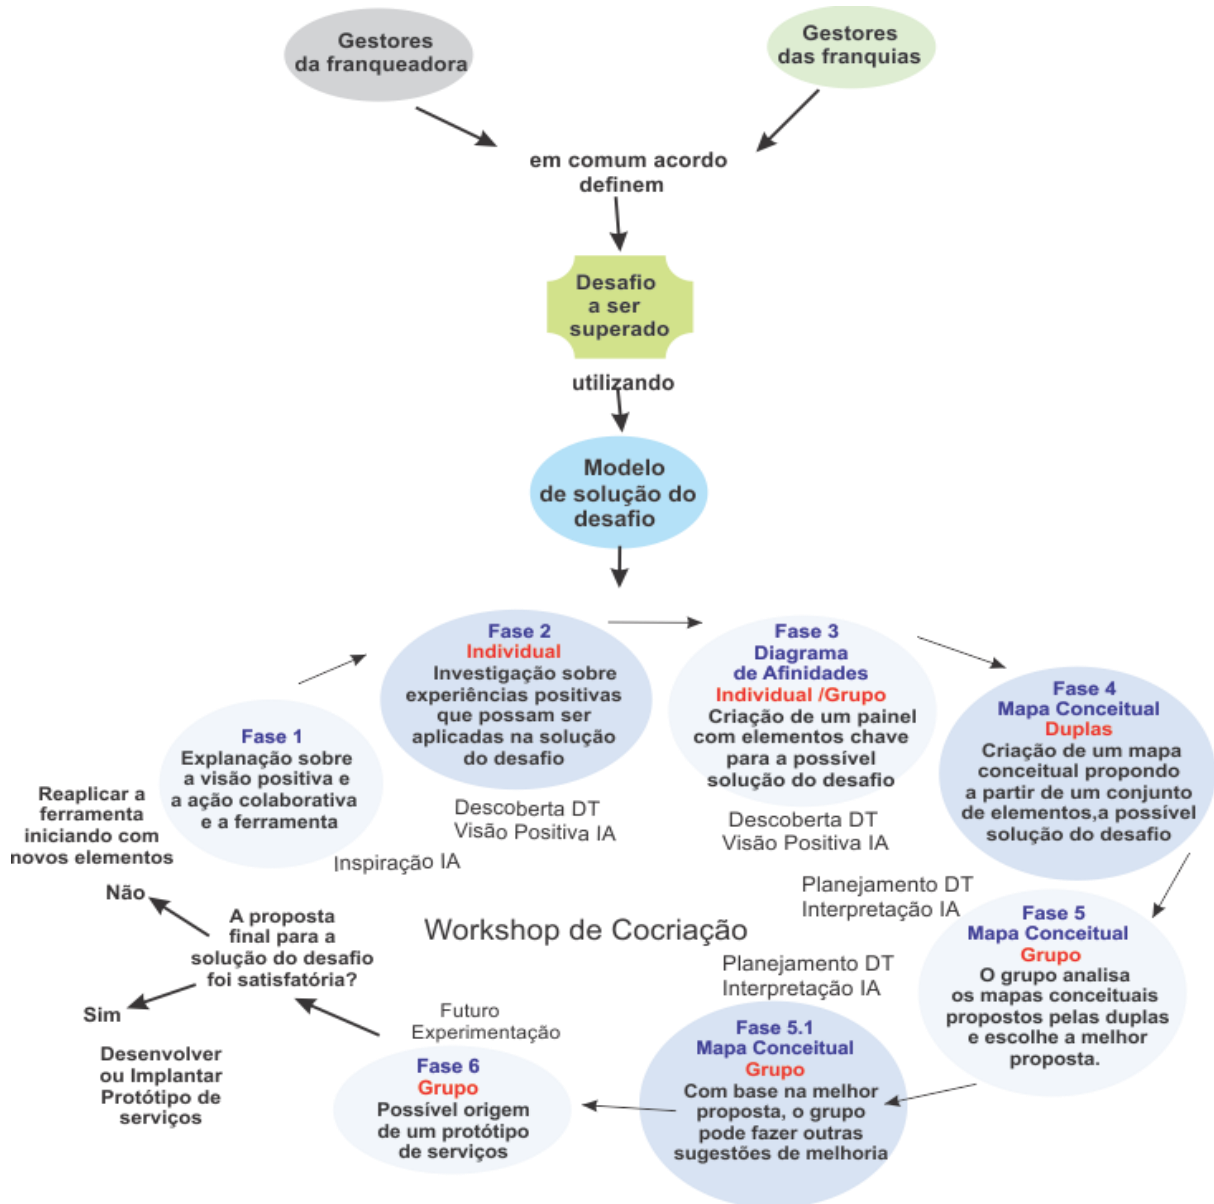 Gestores
da franqueadora
Gestores
das franquias
em comum acordo
definem
Desafio
a ser
superado
utilizando
Modelo
de solução do
desafio
Fase 1
Explanação sobre
a visão positiva e
a ação colaborativa
e a ferramenta
Inspiração IA
Fase 2
Individual
Investigação sobre
experiências positivas
que possam ser
aplicadas na solução
do desafio
Descoberta DT
Visão Positiva IA
Fase 3
Diagrama
de Afinidades
Individual /Grupo
Criação de um painel
com elementos chave
para a possível
solução do desafio
Descoberta DT
Visão Positiva IA
Fase 4
Mapa Conceitual
Duplas
Criação de um mapa
conceitual propondo
a partir de um conjunto
de elementos,a possível
solução do desafio
Planejamento DT
Interpretação IA
Fase 5
Mapa Conceitual
Grupo
O grupo analisa
os mapas conceituais
propostos pelas duplas
e escolhe a melhor
proposta.
Workshop de Cocriação
Planejamento DT
Interpretação IA
Fase 5.1
Mapa Conceitual
Grupo
Com base na melhor
proposta, o grupo
pode fazer outras
sugestões de melhoria
Futuro
Experimentação
Fase 6
Grupo
Possível origem
de um protótipo
de serviços
A proposta
final para a
solução do desafio
foi satisfatória?
Não
Reaplicar a
ferramenta
iniciando com
novos elementos
Sim
Desenvolver
ou Implantar
Protótipo de
serviços